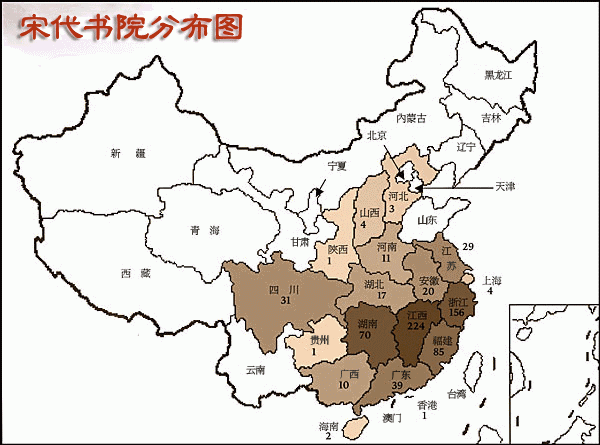 宋代书院分布图
黑龙江
内蒙古
吉林
北京
辽宁
新疆
宁夏
天津
河北
3
山西
4
山东
青海
甘肃
陕西
1
河南
11
江苏
29
西藏
四川
31
湖北
17
安徽
20
上海
4
浙江
156
湖南
70
江西
224
贵州
1
福建
85
云南
广西
10
广东
39
台湾
香港
1
澳门
海南
2